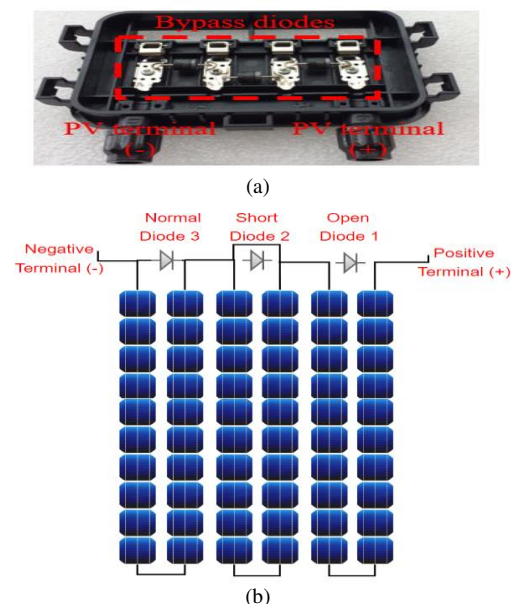 Bypass diodes
PV terminal
(-)
PV terminal
(+)
(a)
Normal
Diode 3
Short
Diode 2
Open
Diode 1
Negative
Terminal (-)
Positive
Terminal (+)
(b)